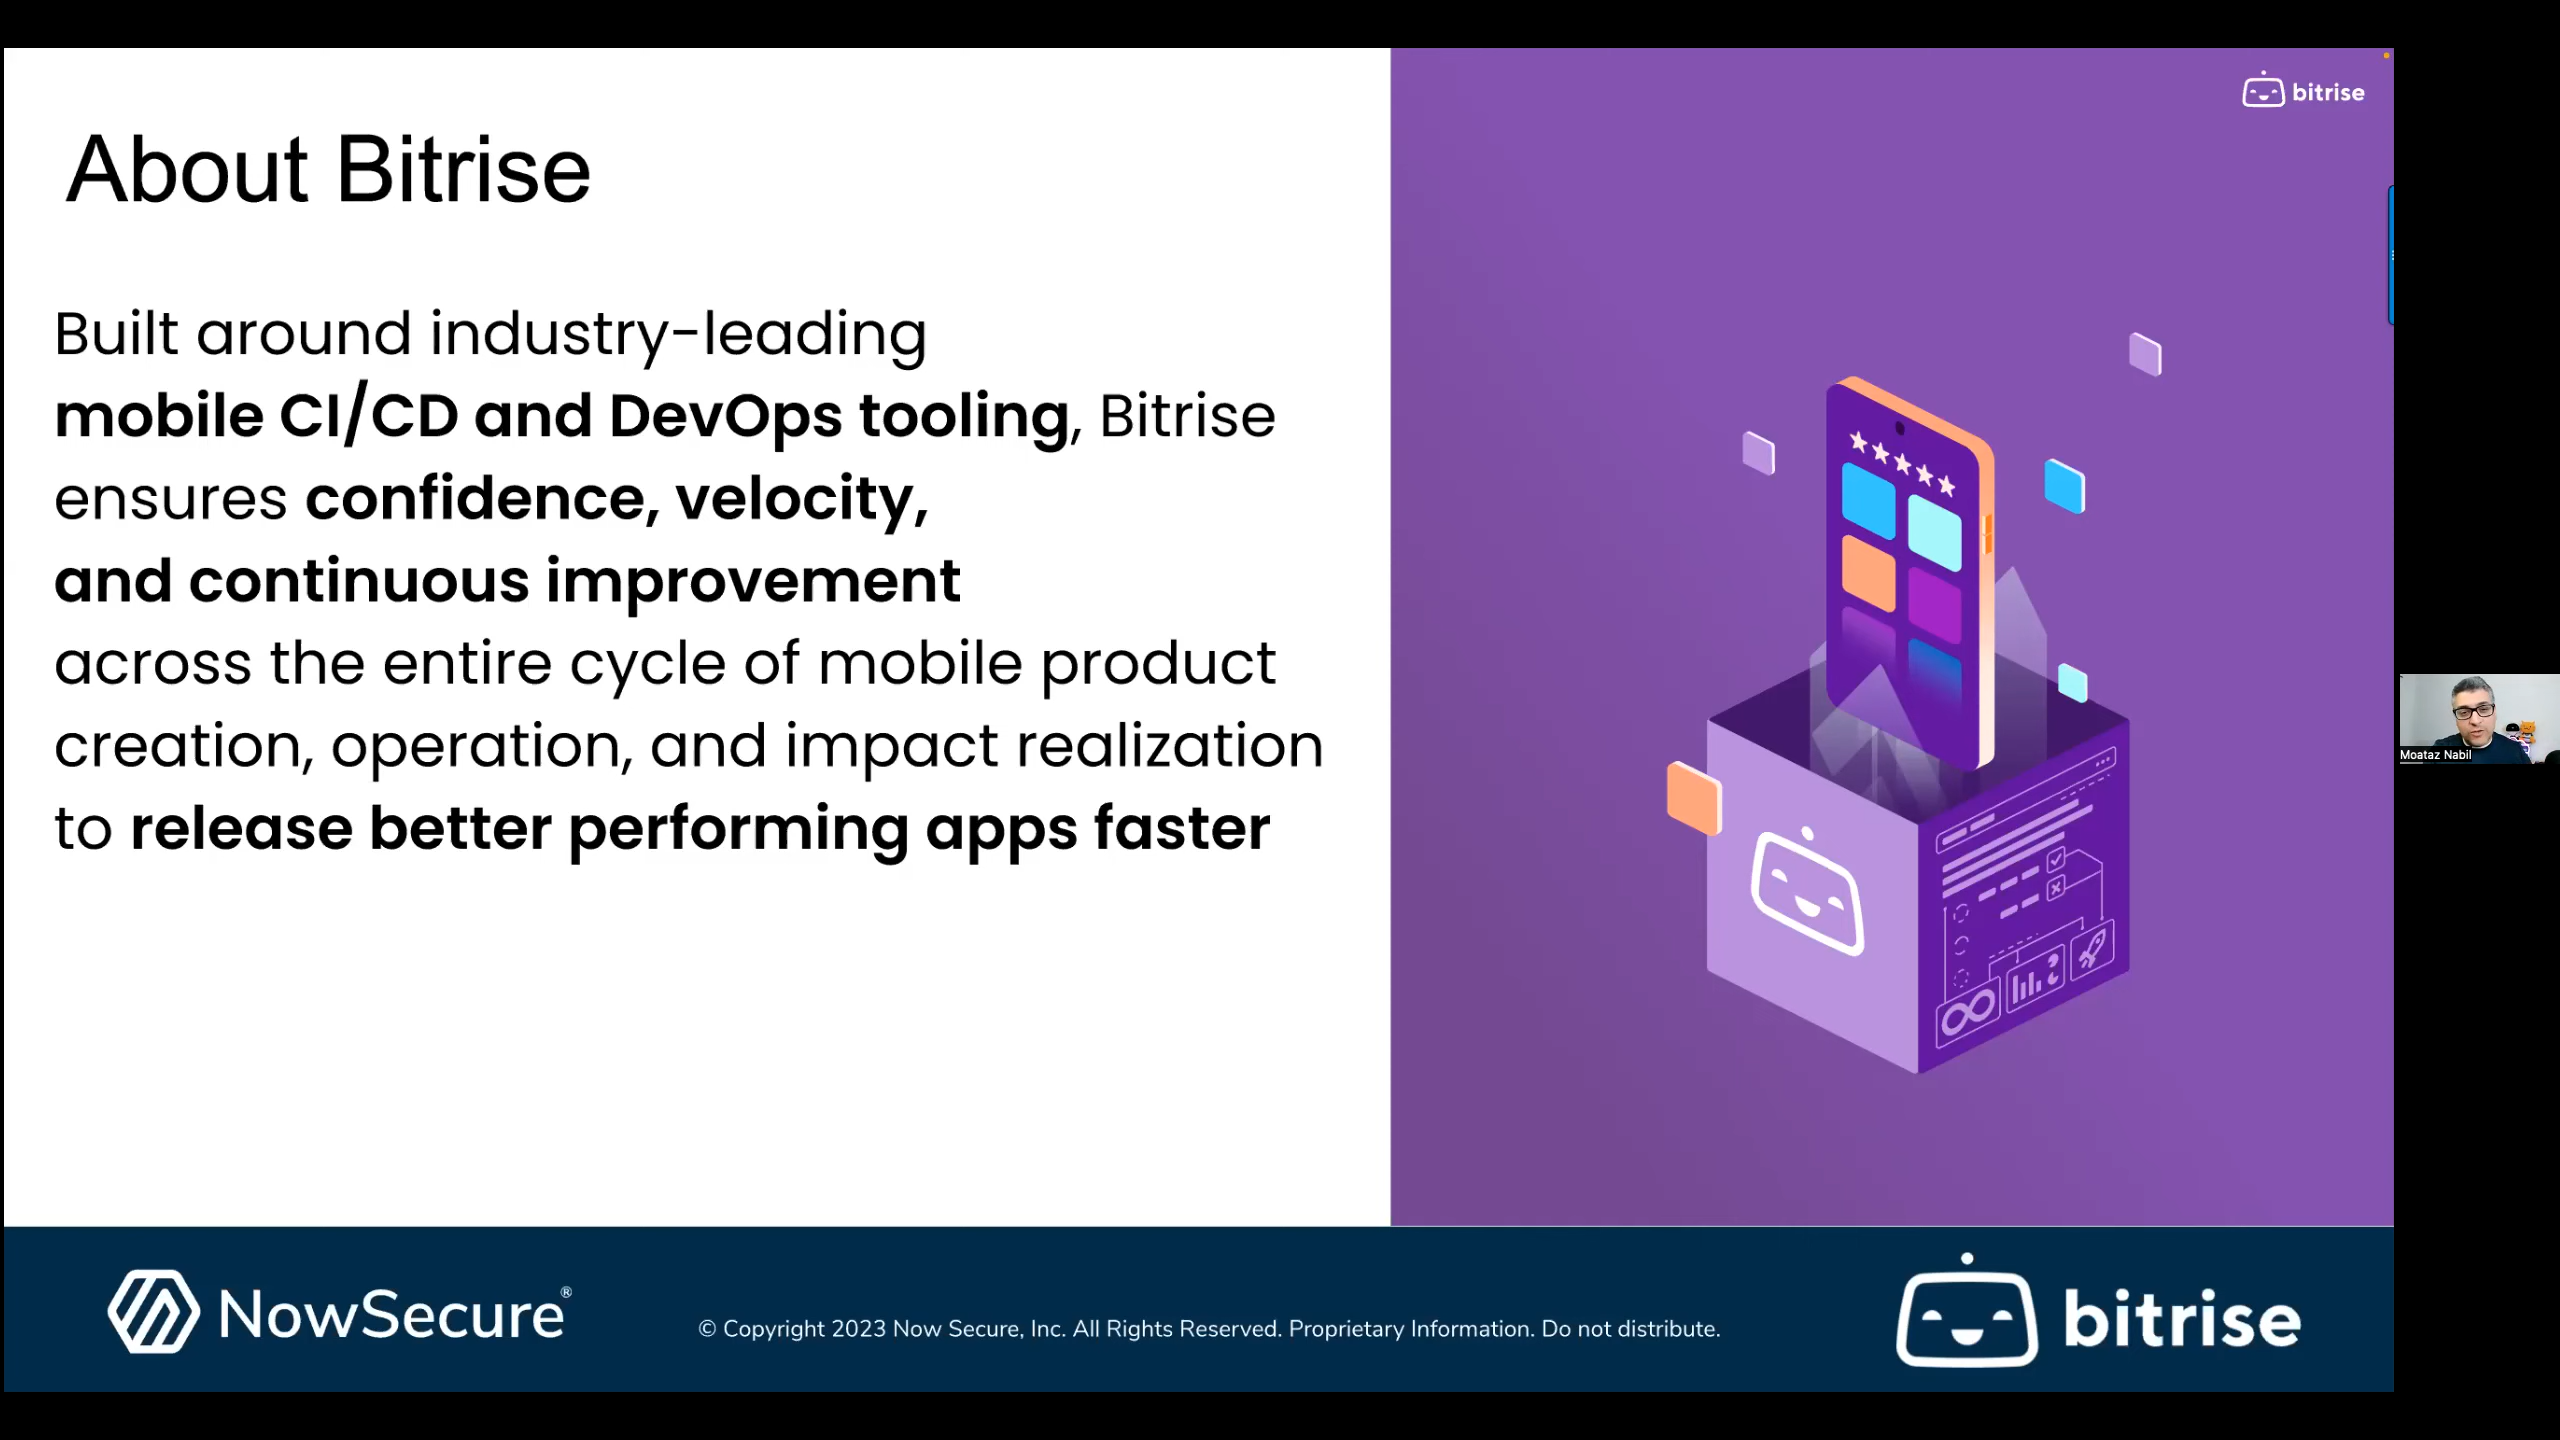 bitrise
About Bitrise
Built around industry-leading
mobile CI/CD and DevOps tooling, Bitrise
ensures confidence, velocity,
and continuous improvement
across the entire cycle of mobile product
creation, operation, and impact realization
to release better performing apps faster
Moataz Nabil
NowSecure®
© Copyright 2023 Now Secure, Inc. All Rights Reserved. Proprietary Information. Do not distribute.
bitrise